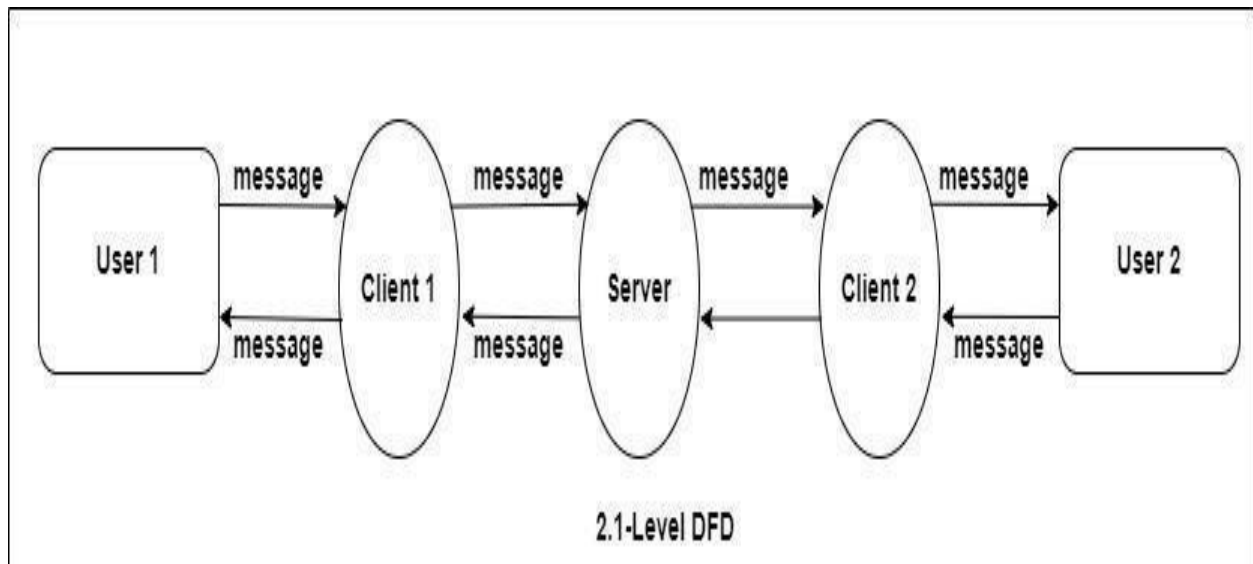 message
message
message
message
User 1
Client 1
Server
Client 2
User 2
message
message
message
2.1-Level DFD